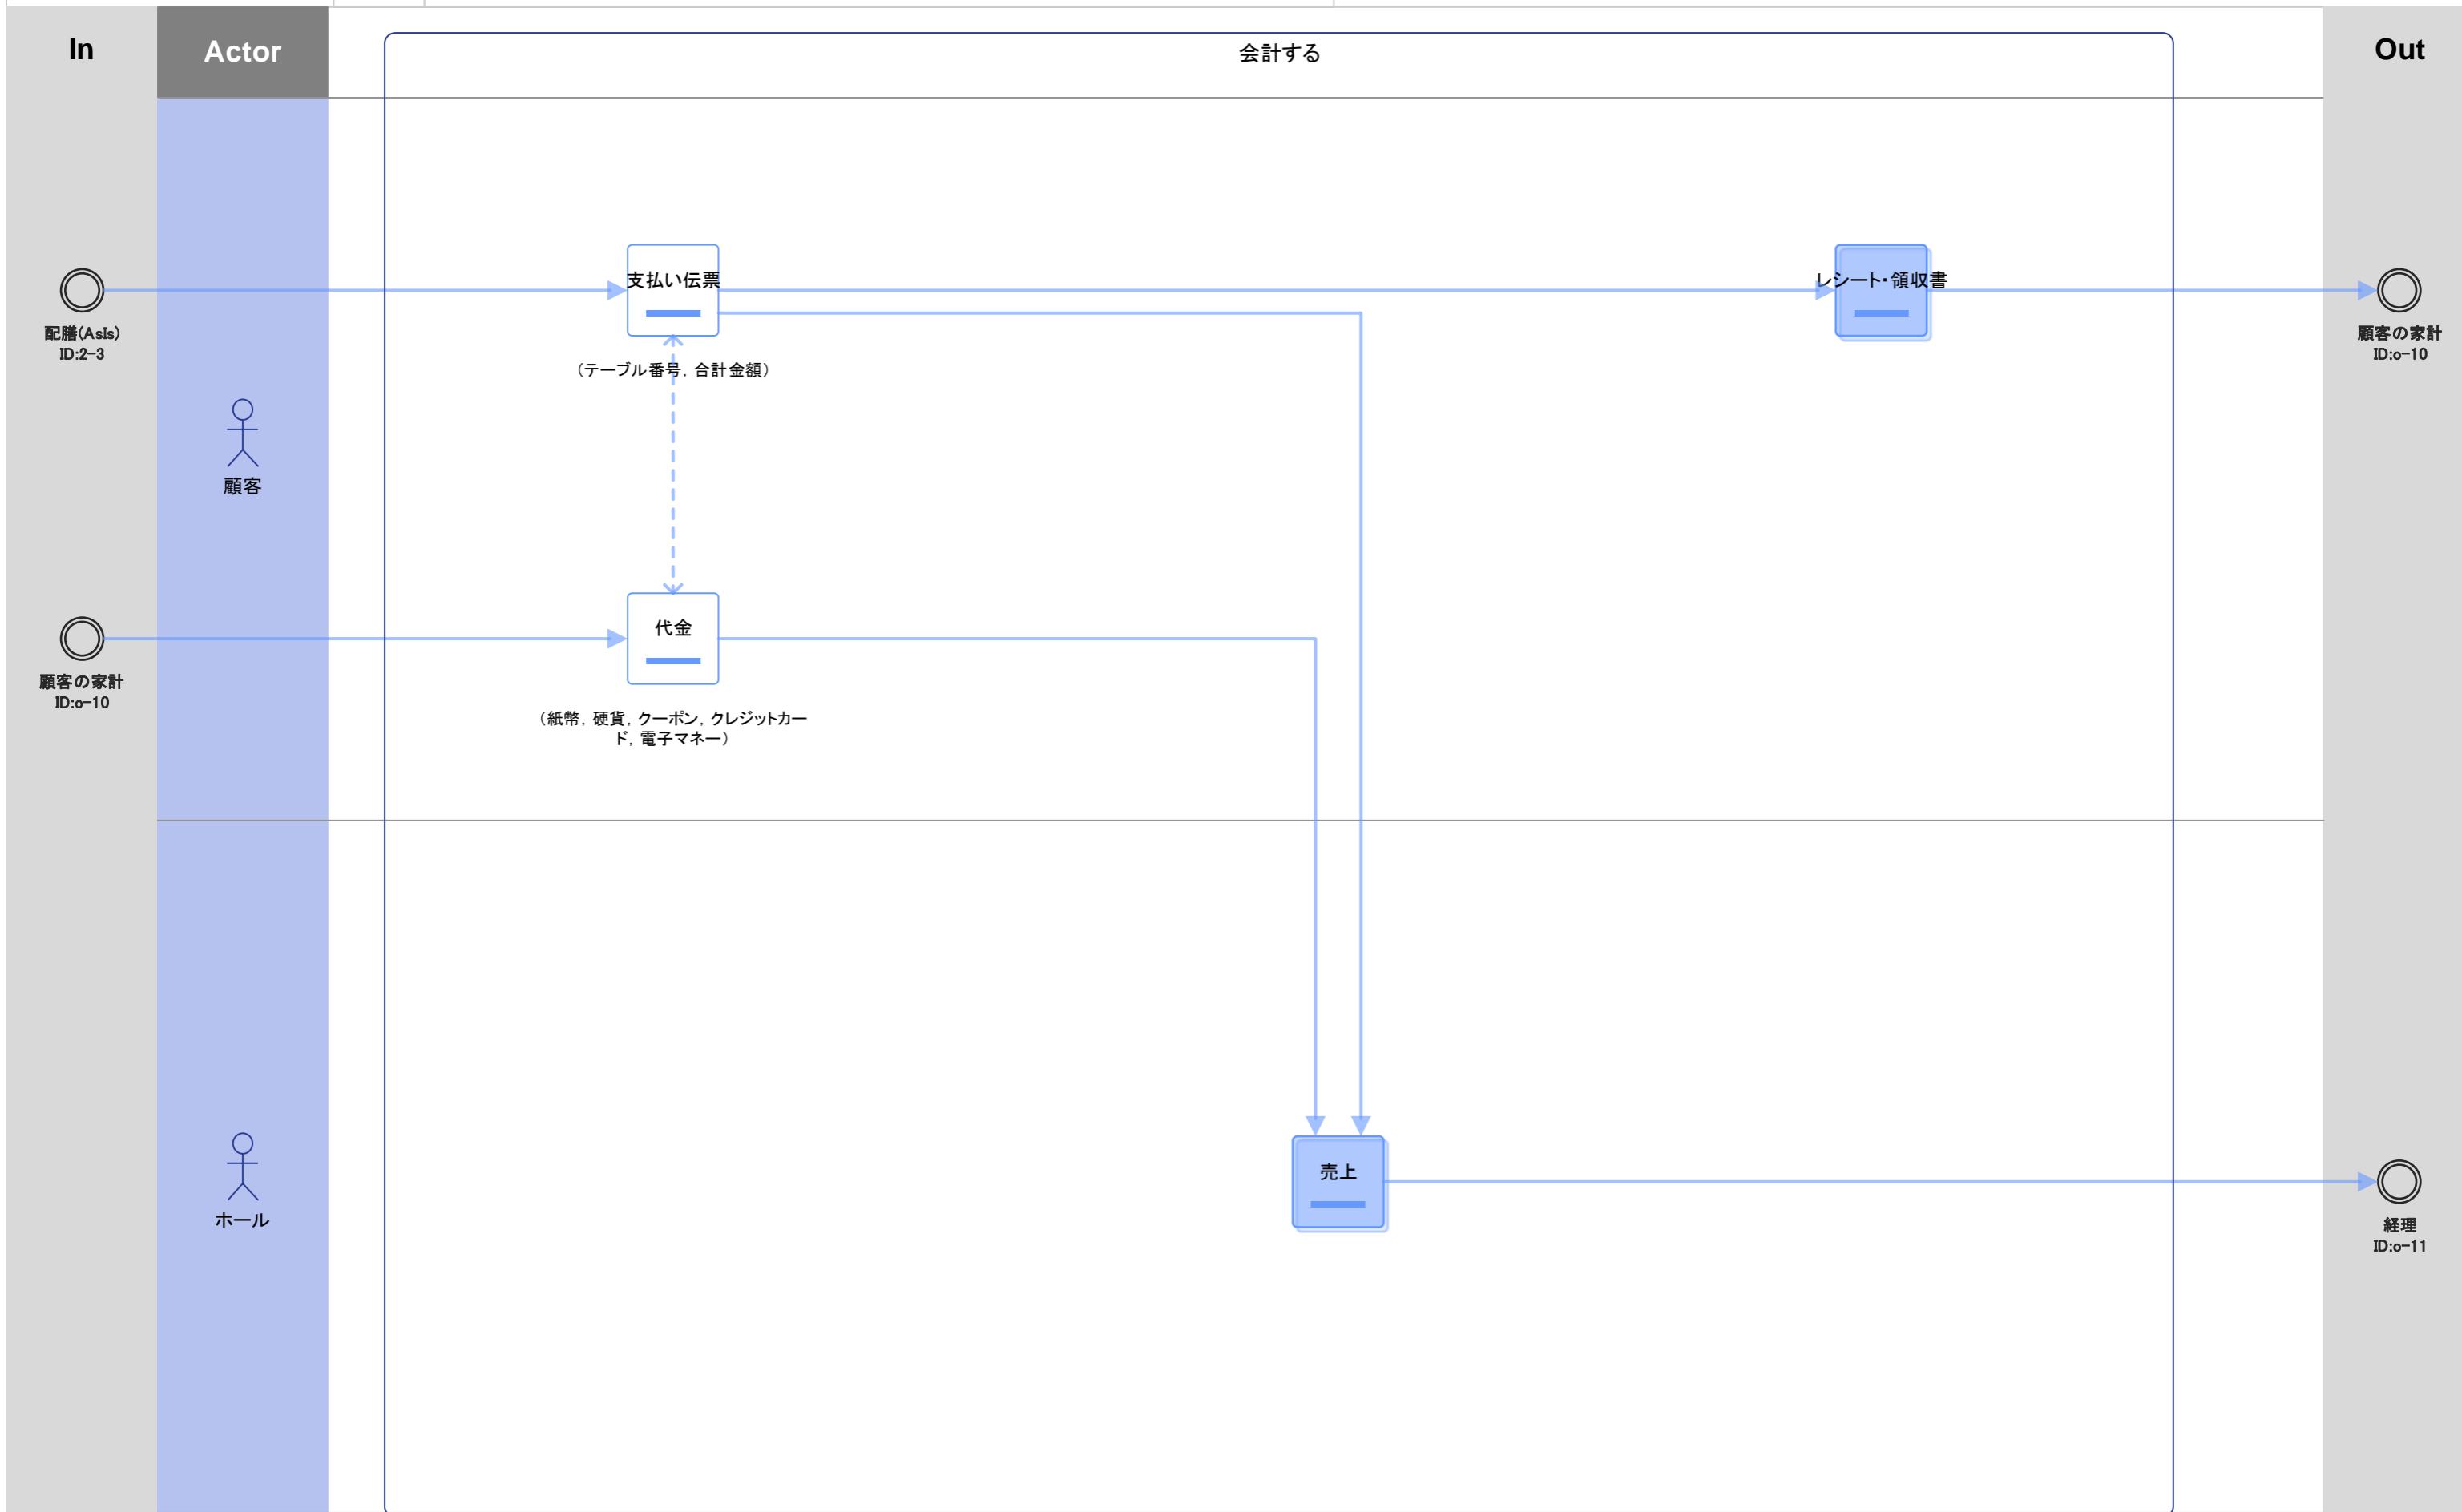 In
Actor
会計する
Out
支払い伝票
レシート・領収書
配膳(AsIs)
ID:2-3
顧客の家計
ID:o-10
（テーブル番号, 合計金額）
顧客
代金
顧客の家計
ID:o-10
（紙幣, 硬貨, クーポン, クレジットカー
ド, 電子マネー）
売上
ホール
経理
ID:o-11